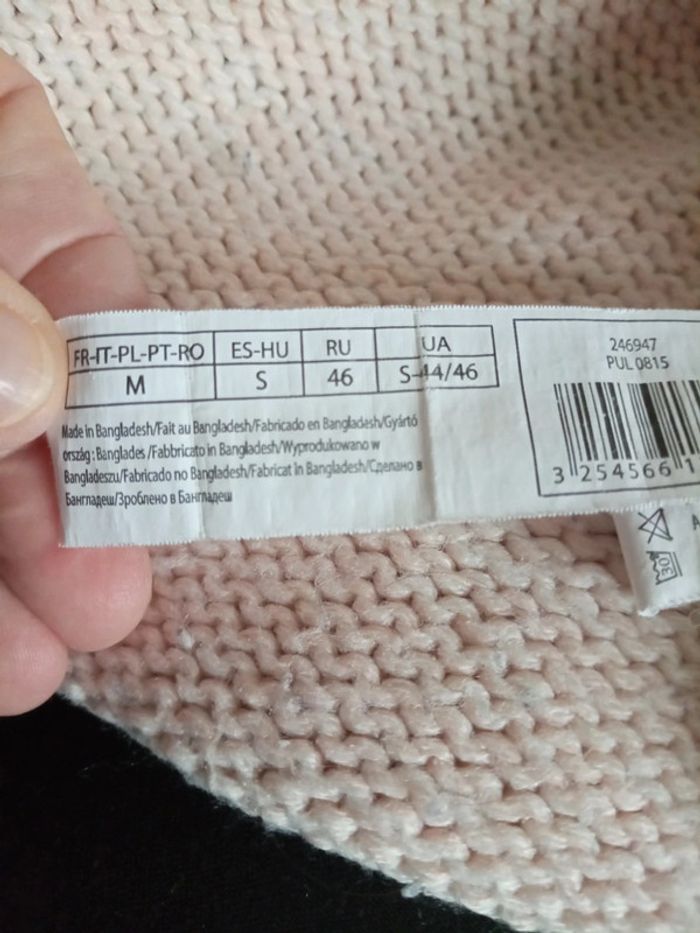 FR-IT-PL-PT-RO ES-HU RU UA
M S 46 S-44/46
Made in Bangladesh/Fait au Bangladesh/Fabricado en Bangladesh/Gyártó
ország : Banglades /Fabbricato in Bangladesh/Wyprodukowano w
Bangladeszu/Fabricado no Bangladesh/Fabricat in Bangladesh/Сделано в
Бангладеш/Зроблено в Бангладеш
246947
PUL 0815
3 254566 1
30